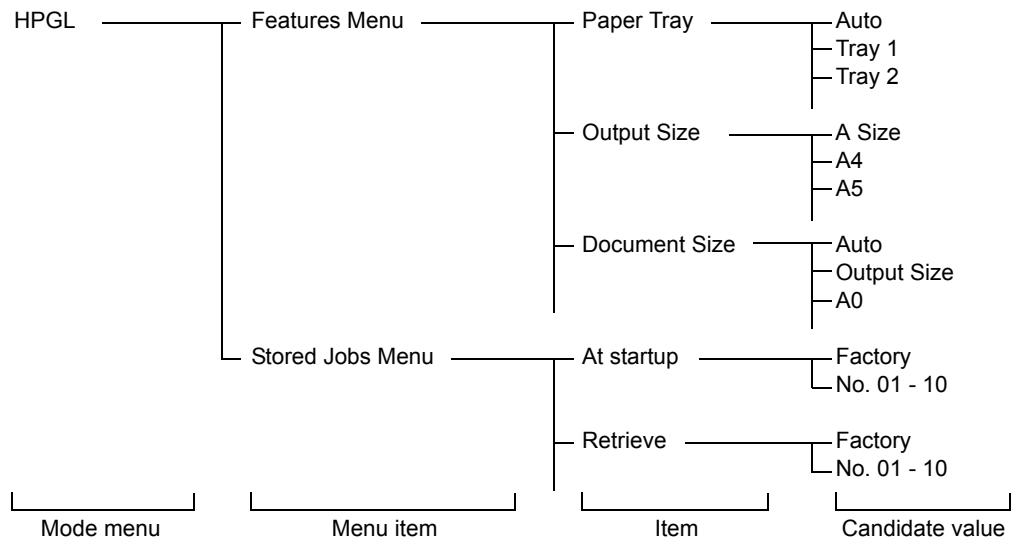 HPGL Features Menu Paper Tray Auto
Tray 1
Tray 2
Output Size A Size
A4
A5
Document Size Auto
Output Size
A0
Stored Jobs Menu At startup Factory
No. 01 - 10
Retrieve Factory
No. 01 - 10
Mode menu Menu item Item Candidate value